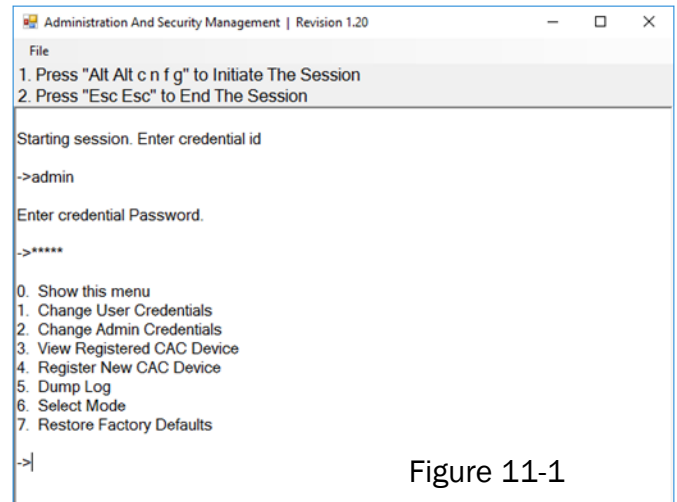 Administration And Security Management | Revision 1.20
File
1. Press "Alt Alt c n f g" to Initiate The Session
2. Press "Esc Esc" to End The Session
Starting session. Enter credential id
->admin
Enter credential Password.
->*****
0. Show this menu
1. Change User Credentials
2. Change Admin Credentials
3. View Registered CAC Device
4. Register New CAC Device
5. Dump Log
6. Select Mode
7. Restore Factory Defaults
->
Figure 11-1